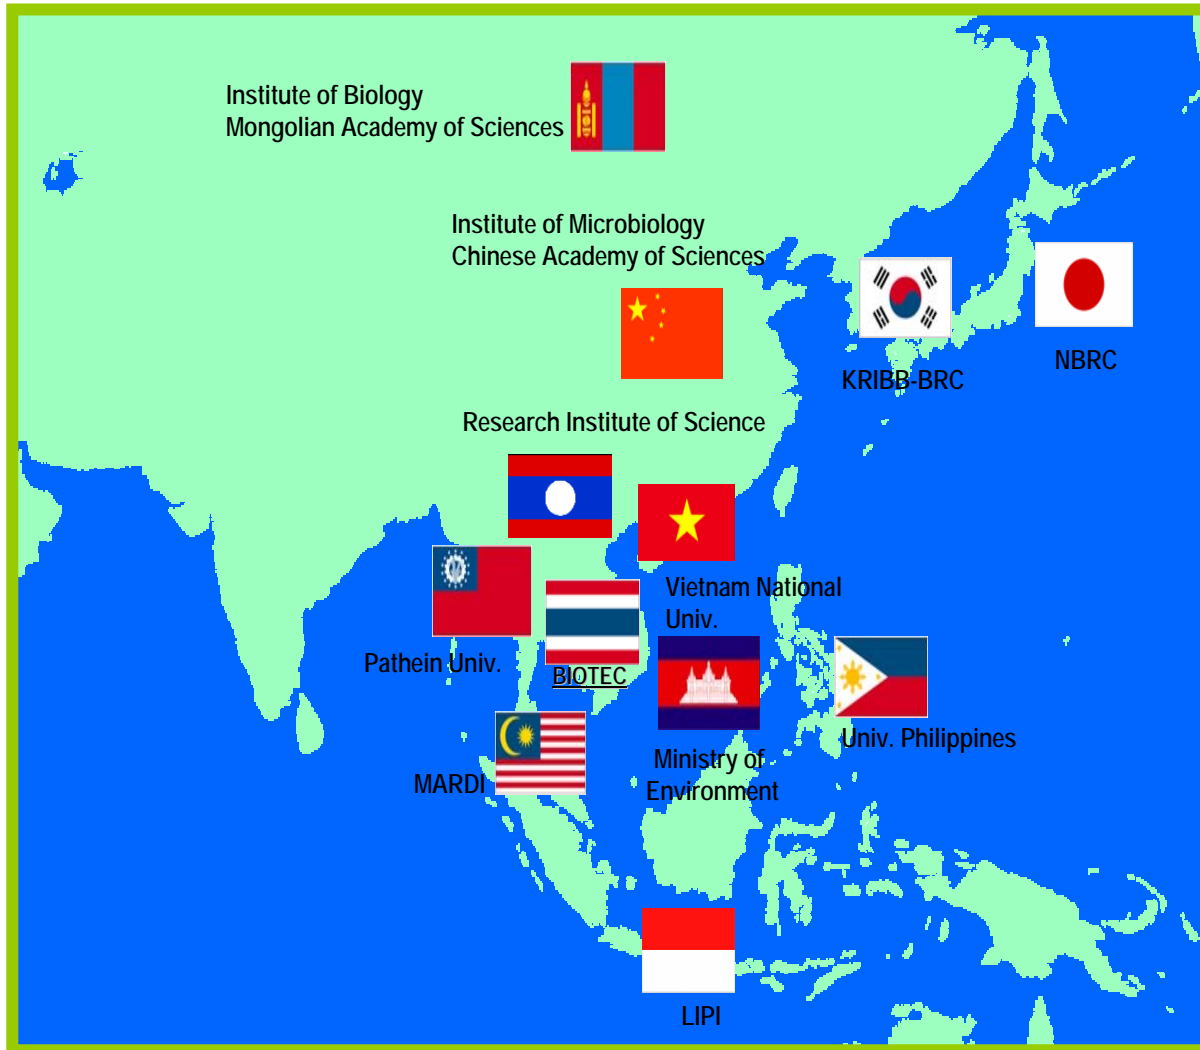 Institute of Biology
Mongolian Academy of Sciences
Institute of Microbiology
Chinese Academy of Sciences
NBRC
KRIBB-BRC
Research Institute of Science
Vietnam National
Univ.
Pathein Univ.
BIOTEC
Univ. Philippines
Ministry of
Environment
MARDI
LIPI